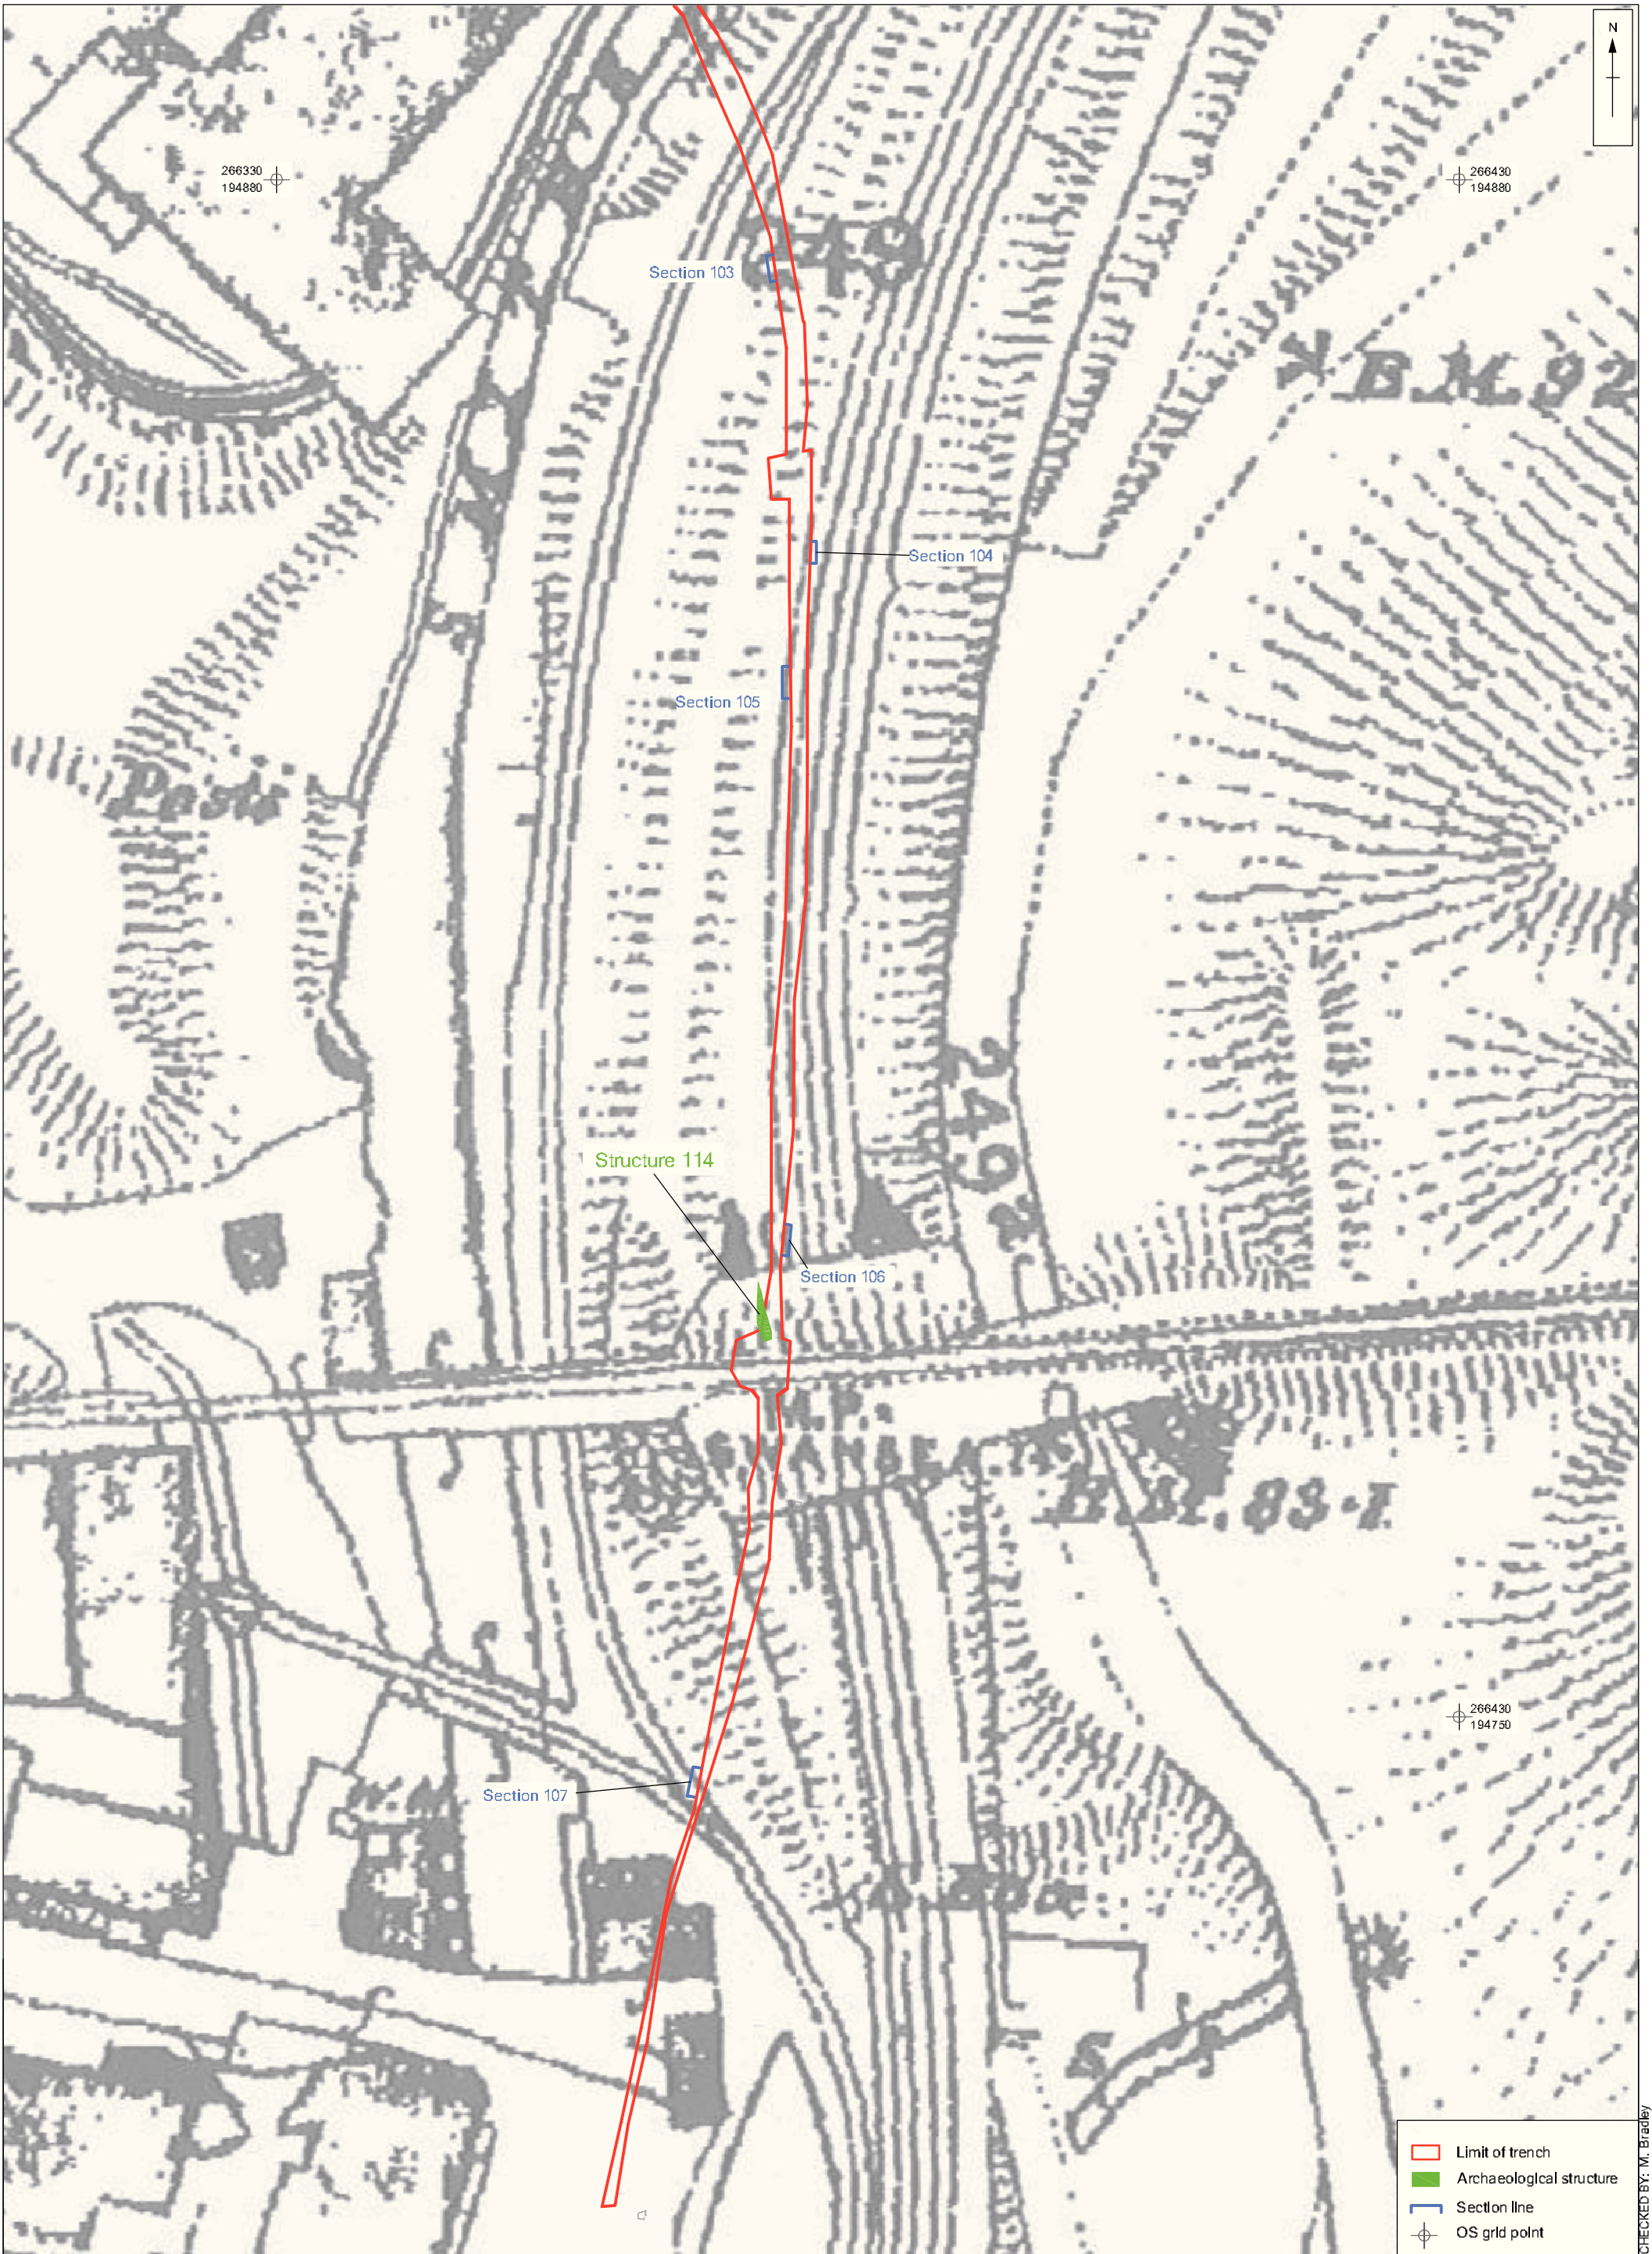 N
266330
194880
266430
194880
Section 103
B.M. 92
Section 104
Section 105
Posts
249
Structure 114
Section 106
B.M. 83.1
266430
194750
Section 107
Limit of trench
Archaeological structure
Section line
OS grid point
CHECKED BY: M. Bradley